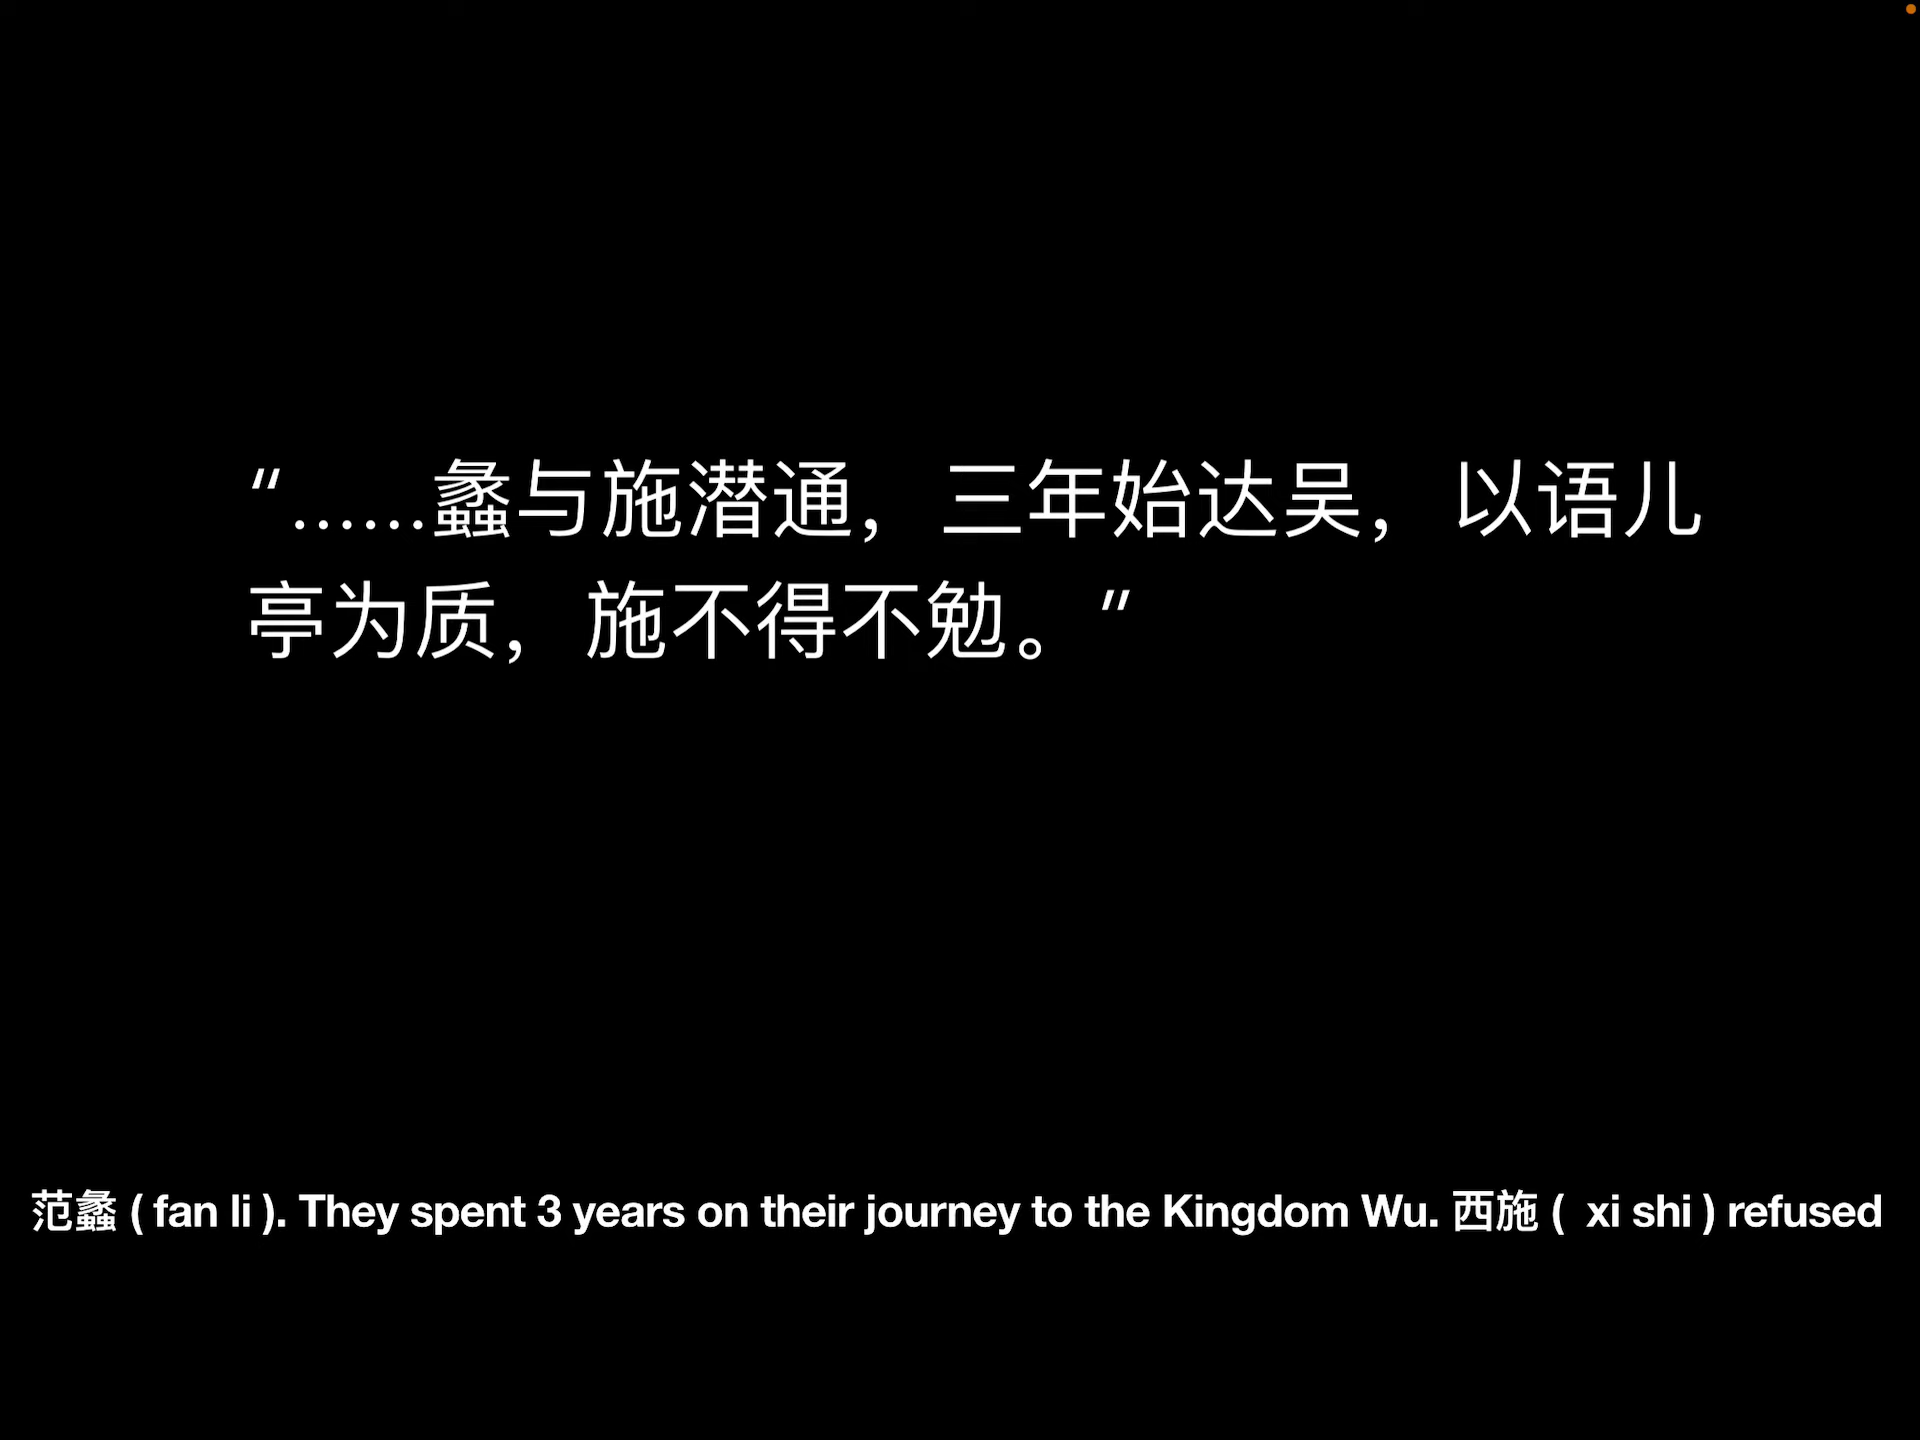 “……蠡与施潜通，三年始达吴，以语儿
亭为质，施不得不勉。”
范蠡 ( fan li ). They spent 3 years on their journey to the Kingdom Wu. 西施 (  xi shi ) refused